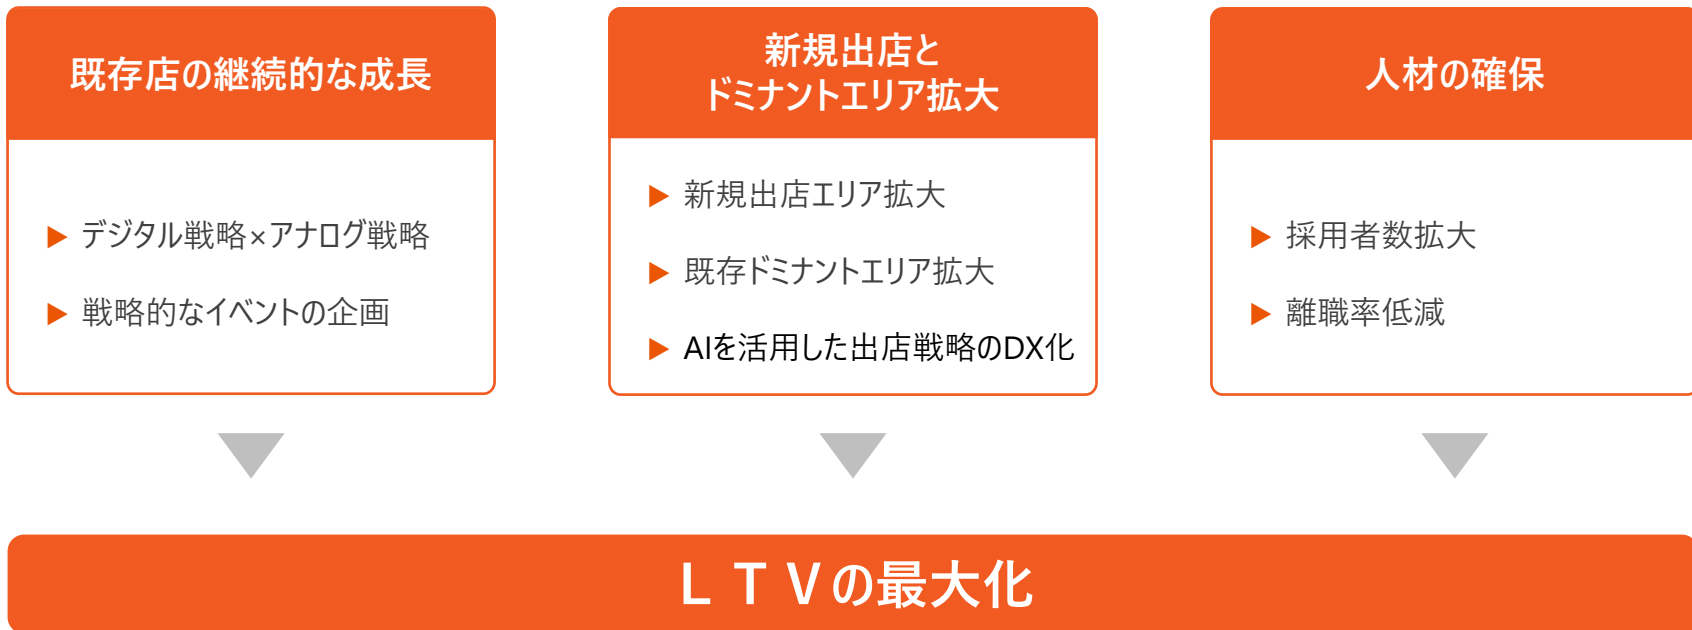 既存店の継続的な成長
▶ デジタル戦略×アナログ戦略
▶ 戦略的なイベントの企画
新規出店と
ドミナントエリア拡大
▶ 新規出店エリア拡大
▶ 既存ドミナントエリア拡大
▶ AIを活用した出店戦略のDX化
人材の確保
▶ 採用者数拡大
▶ 離職率低減
ＬＴＶの最大化